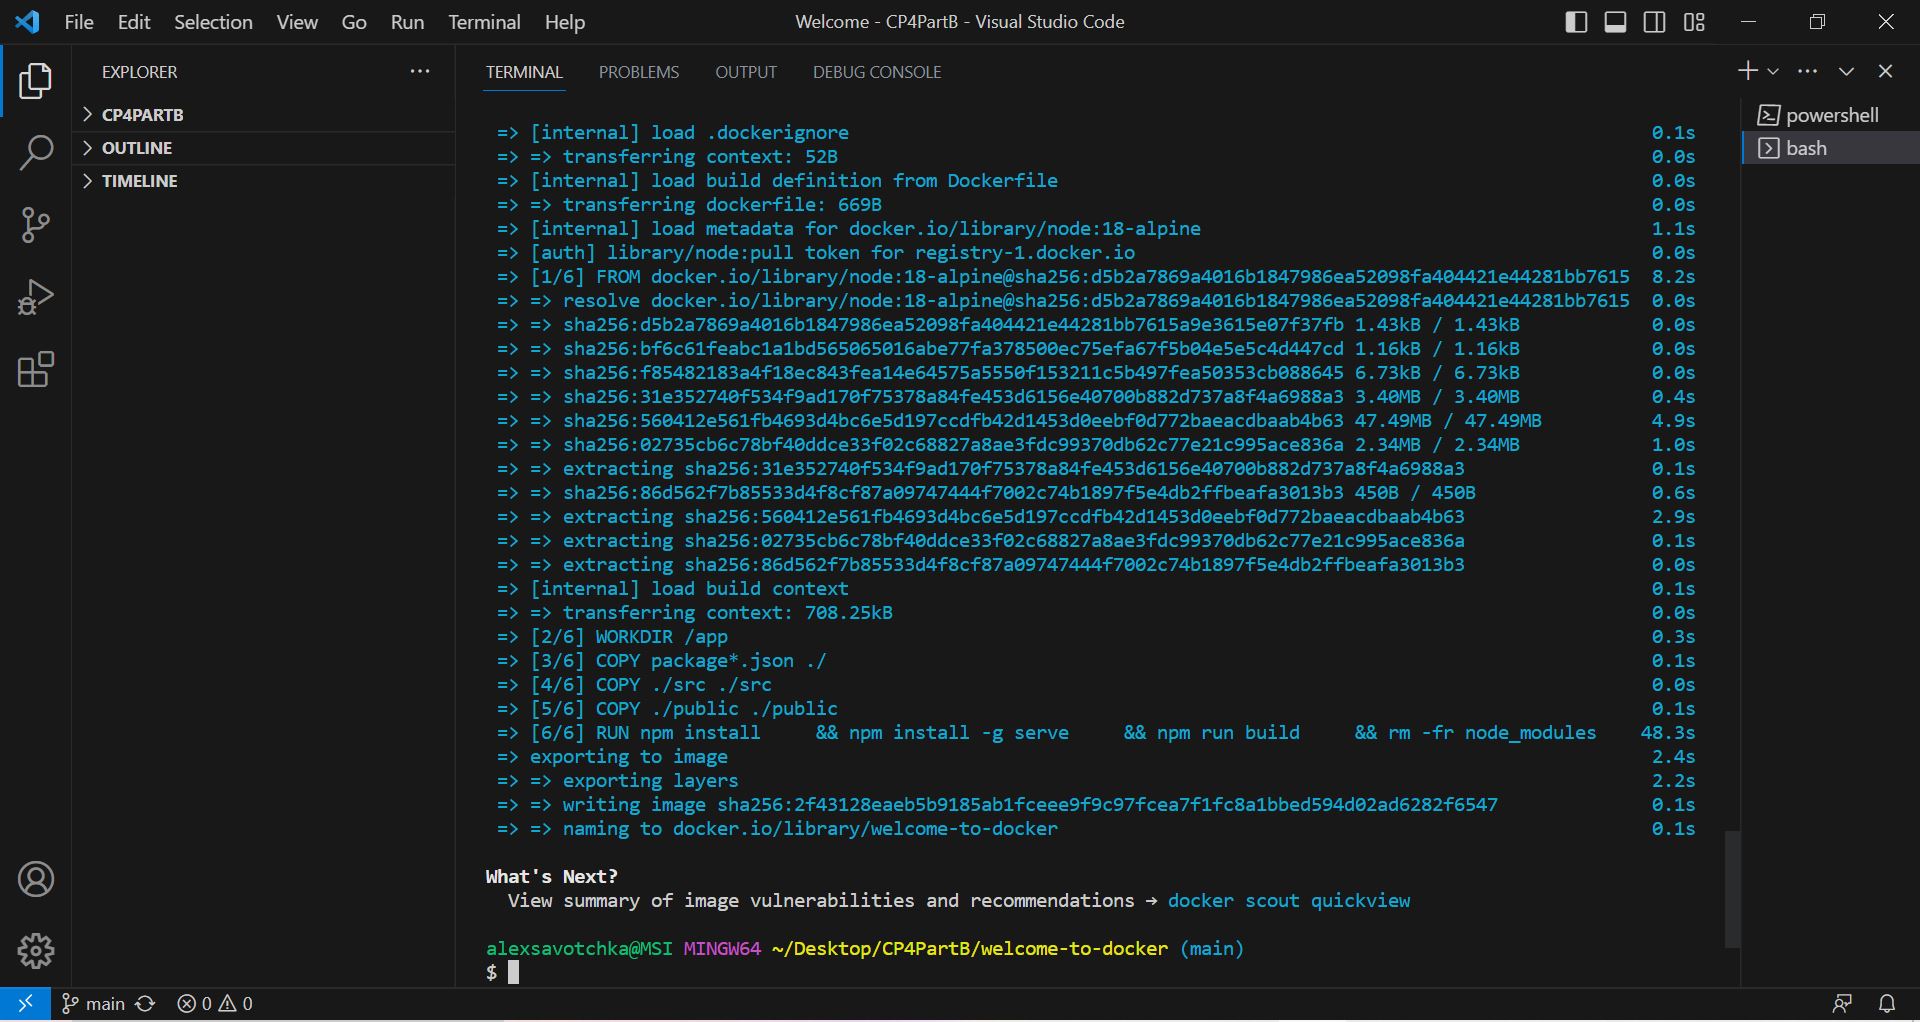 File Edit Selection View Go Run Terminal Help
Welcome - CP4PartB - Visual Studio Code
EXPLORER
CP4PARTB
OUTLINE
TIMELINE
TERMINAL PROBLEMS OUTPUT DEBUG CONSOLE
=> [internal] load .dockerignore 0.1s
=> => transferring context: 52B 0.0s
=> [internal] load build definition from Dockerfile 0.0s
=> => transferring dockerfile: 669B 0.0s
=> [internal] load metadata for docker.io/library/node:18-alpine 1.1s
=> [auth] library/node:pull token for registry-1.docker.io 0.0s
=> [1/6] FROM docker.io/library/node:18-alpine@sha256:d5b2a7869a4016b1847986ea52098fa404421e44281bb7615 8.2s
=> => resolve docker.io/library/node:18-alpine@sha256:d5b2a7869a4016b1847986ea52098fa404421e44281bb7615 0.0s
=> => sha256:d5b2a7869a4016b1847986ea52098fa404421e44281bb7615a9e3615e07f37fb 1.43kB / 1.43kB 0.0s
=> => sha256:bf6c61feabc1a1bd565065016abe77fa378500ec75efa67f5b04e5e5c4d447cd 1.16kB / 1.16kB 0.0s
=> => sha256:f85482183a4f18ec843fea14e64575a5550f153211c5b497fea50353cb088645 6.73kB / 6.73kB 0.0s
=> => sha256:31e352740f534f9ad170f75378a84fe453d6156e40700b882d737a8f4a6988a3 3.40MB / 3.40MB 0.4s
=> => sha256:560412e561fb4693d4bc6e5d197ccdfb42d1453d0eebf0d772baeacdbaab4b63 47.49MB / 47.49MB 4.9s
=> => sha256:02735cb6c78bf40ddce33f02c68827a8ae3fdc99370db62c77e21c995ace836a 2.34MB / 2.34MB 1.0s
=> => extracting sha256:31e352740f534f9ad170f75378a84fe453d6156e40700b882d737a8f4a6988a3 0.1s
=> => sha256:86d562f7b85533d4f8cf87a09747444f7002c74b1897f5e4db2ffbeafa3013b3 450B / 450B 0.6s
=> => extracting sha256:560412e561fb4693d4bc6e5d197ccdfb42d1453d0eebf0d772baeacdbaab4b63 2.9s
=> => extracting sha256:02735cb6c78bf40ddce33f02c68827a8ae3fdc99370db62c77e21c995ace836a 0.1s
=> => extracting sha256:86d562f7b85533d4f8cf87a09747444f7002c74b1897f5e4db2ffbeafa3013b3 0.0s
=> [internal] load build context 0.1s
=> => transferring context: 708.25kB 0.0s
=> [2/6] WORKDIR /app 0.3s
=> [3/6] COPY package*.json ./ 0.1s
=> [4/6] COPY ./src ./src 0.0s
=> [5/6] COPY ./public ./public 0.1s
=> [6/6] RUN npm install     && npm install -g serve     && npm run build     && rm -fr node_modules 48.3s
=> exporting to image 2.4s
=> => exporting layers 2.2s
=> => writing image sha256:2f43128eaeb5b9185ab1fceee9f9c97fcea7f1fc8a1bbed594d02ad6282f6547 0.1s
=> => naming to docker.io/library/welcome-to-docker 0.1s
What's Next?
View summary of image vulnerabilities and recommendations → docker scout quickview
alexsavotchka@MSI MINGW64 ~/Desktop/CP4PartB/welcome-to-docker (main)
$
powershell
bash
main 0 0